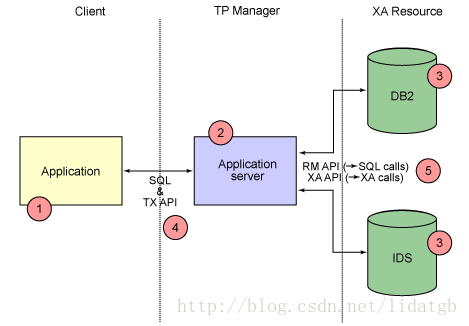 Client
TP Manager
XA Resource
3
DB2
2
Application
Application
server
RM API (→SQL calls)
XA API (→XA calls)
5
SQL
&
TX API
1
4
3
IDS
http://blog.csdn.net/lidatgb